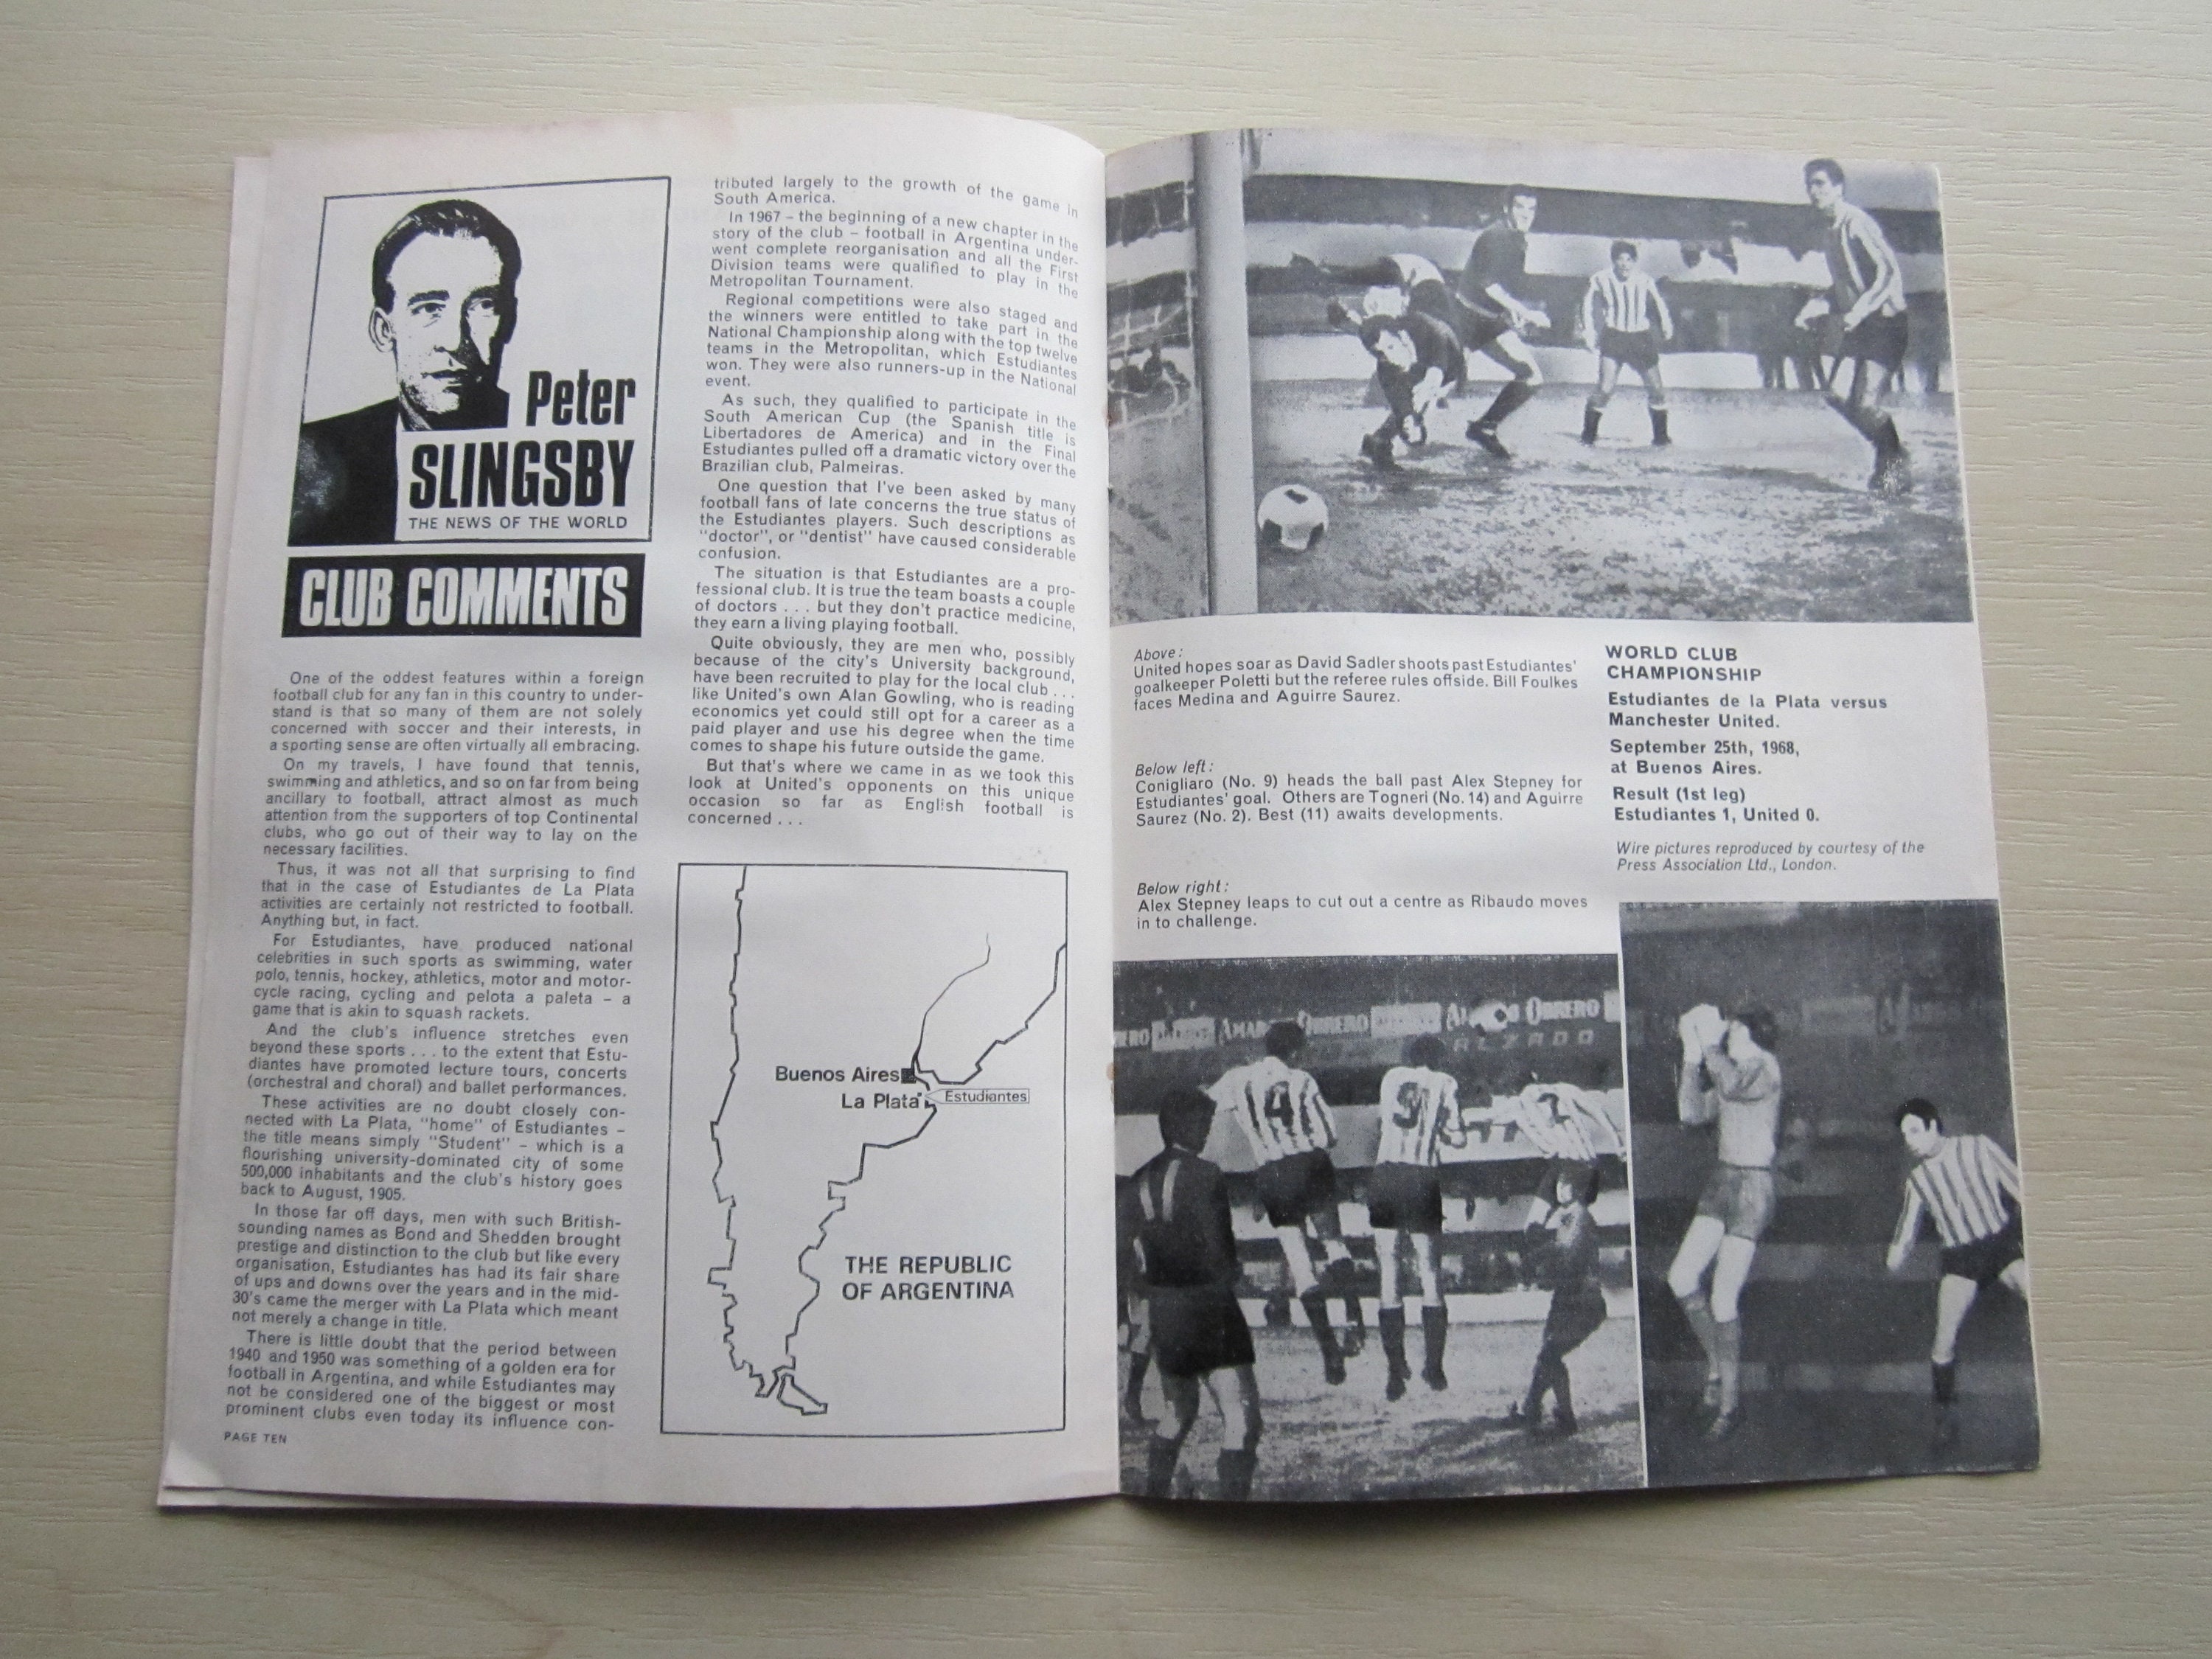 Peter
SLINGSBY
THE NEWS OF THE WORLD
CLUB COMMENTS
One of the oddest features within a foreign
football club for any fan in this country to under-
stand is that so many of them are not solely
concerned with soccer and their interests, in
a sporting sense are often virtually all embracing.
On my travels, I have found that tennis,
swimming and athletics, and so on far from being
ancillary to football, attract almost as much
attention from the supporters of top Continental
clubs, who go out of their way to lay on the
necessary facilities.
Thus, it was not all that surprising to find
that in the case of Estudiantes de La Plata
activities are certainly not restricted to football.
Anything but, in fact.
For Estudiantes, have produced national
celebrities in such sports as swimming, water
polo, tennis, hockey, athletics, motor and motor-
cycle racing, cycling and pelota a paleta – a
game that is akin to squash rackets.
And the club's influence stretches even
beyond these sports . . . to the extent that Estu-
diantes have promoted lecture tours, concerts
(orchestral and choral) and ballet performances.
These activities are no doubt closely con-
nected with La Plata, "home" of Estudiantes –
the title means simply "Student" – which is a
flourishing university-dominated city of some
500,000 inhabitants and the club's history goes
back to August, 1905.
In those far off days, men with such British-
sounding names as Bond and Shedden brought
prestige and distinction to the club but like every
organisation, Estudiantes has had its fair share
of ups and downs over the years and in the mid-
30's came the merger with La Plata which meant
not merely a change in title.
There is little doubt that the period between
1940 and 1950 was something of a golden era for
football in Argentina, and while Estudiantes may
not be considered one of the biggest or most
prominent clubs even today its influence con-
PAGE TEN
tributed largely to the growth of the game in
South America.
In 1967 – the beginning of a new chapter in the
story of the club – football in Argentina under-
went complete reorganisation and all the First
Division teams were qualified to play in the
Metropolitan Tournament.
Regional competitions were also staged and
the winners were entitled to take part in the
National Championship along with the top twelve
teams in the Metropolitan, which Estudiantes
won. They were also runners-up in the National
event.
As such, they qualified to participate in the
South American Cup (the Spanish title is
Libertadores de America) and in the Final
Estudiantes pulled off a dramatic victory over the
Brazilian club, Palmeiras.
One question that I've been asked by many
football fans of late concerns the true status of
the Estudiantes players. Such descriptions as
"doctor", or "dentist" have caused considerable
confusion.
The situation is that Estudiantes are a pro-
fessional club. It is true the team boasts a couple
of doctors . . . but they don't practice medicine,
they earn a living playing football.
Quite obviously, they are men who, possibly
because of the city's University background,
have been recruited to play for the local club . . .
like United's own Alan Gowling, who is reading
economics yet could still opt for a career as a
paid player and use his degree when the time
comes to shape his future outside the game.
But that's where we came in as we took this
look at United's opponents on this unique
occasion so far as English football is
concerned . . .
Buenos Aires
La Plata
Estudiantes
THE REPUBLIC
OF ARGENTINA
Above:
United hopes soar as David Sadler shoots past Estudiantes'
goalkeeper Poletti but the referee rules offside. Bill Foulkes
faces Medina and Aguirre Saurez.
Below left:
Conigliaro (No. 9) heads the ball past Alex Stepney for
Estudiantes' goal. Others are Togneri (No. 14) and Aguirre
Saurez (No. 2). Best (11) awaits developments.
Below right:
Alex Stepney leaps to cut out a centre as Ribaudo moves
in to challenge.
WORLD CLUB
CHAMPIONSHIP
Estudiantes de la Plata versus
Manchester United.
September 25th, 1968,
at Buenos Aires.
Result (1st leg)
Estudiantes 1, United 0.
Wire pictures reproduced by courtesy of the
Press Association Ltd., London.
OBRERO
OBRERO
ALZADO
11
9
2